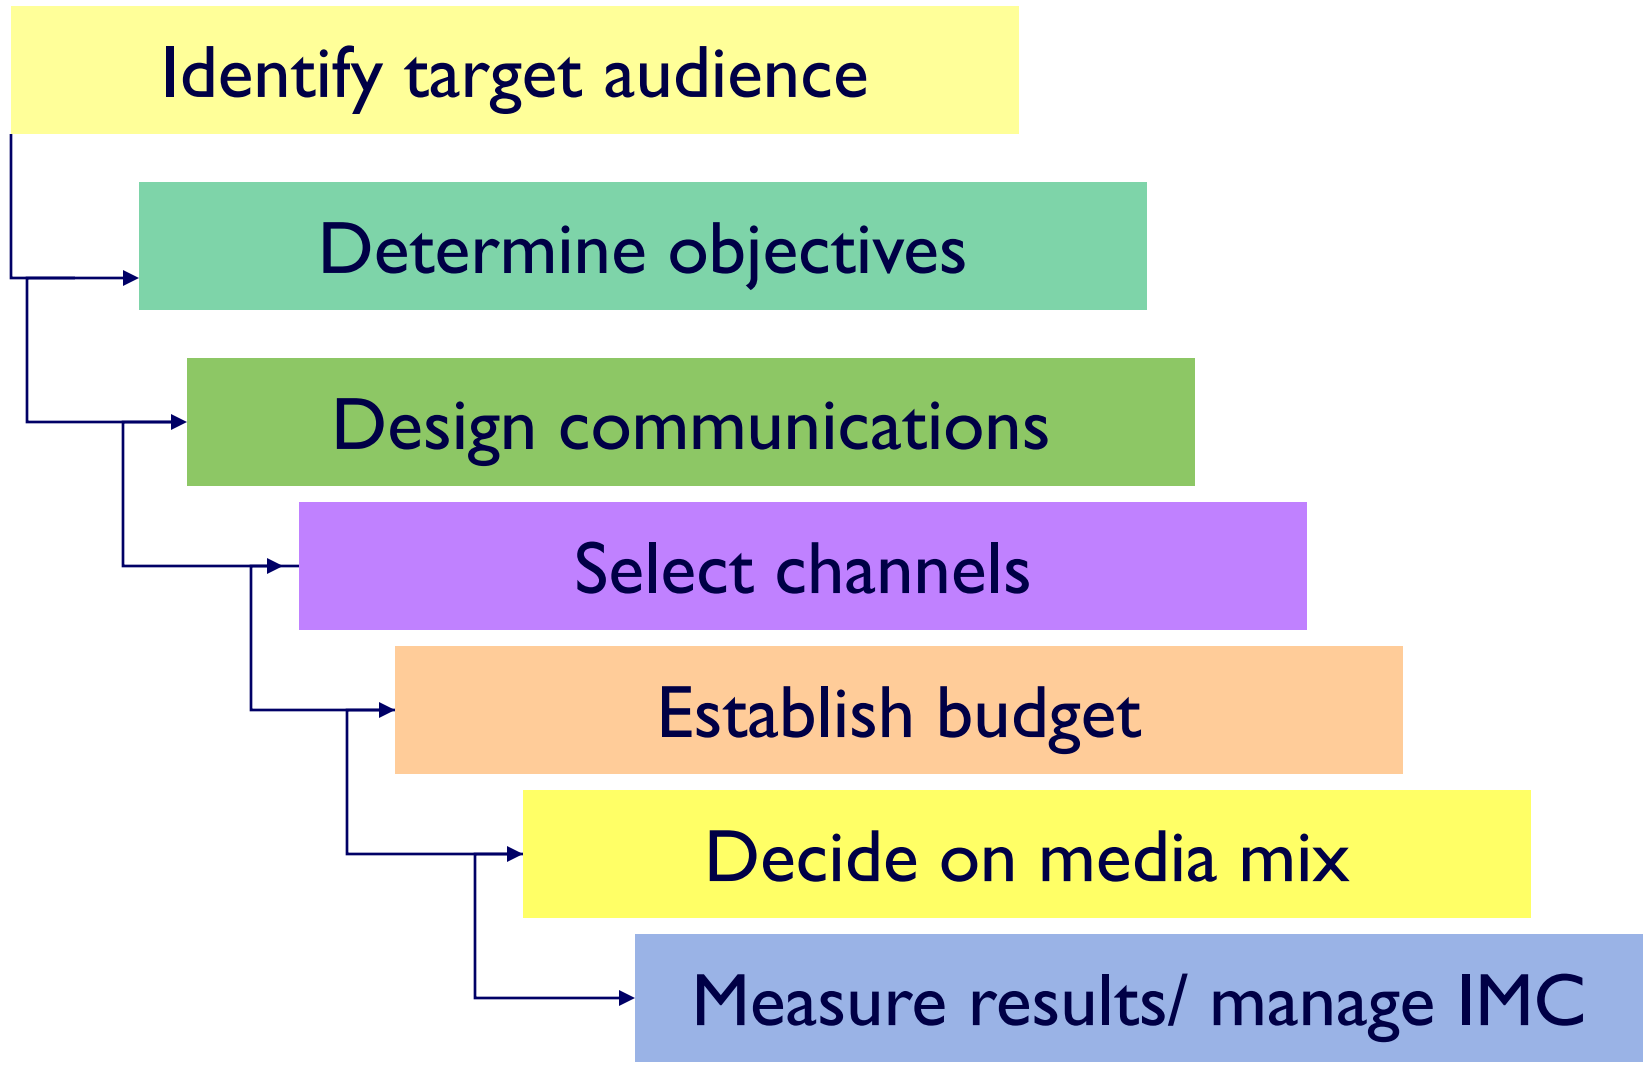 Identify target audience
Determine objectives
Design communications
Select channels
Establish budget
Decide on media mix
Measure results/ manage IMC